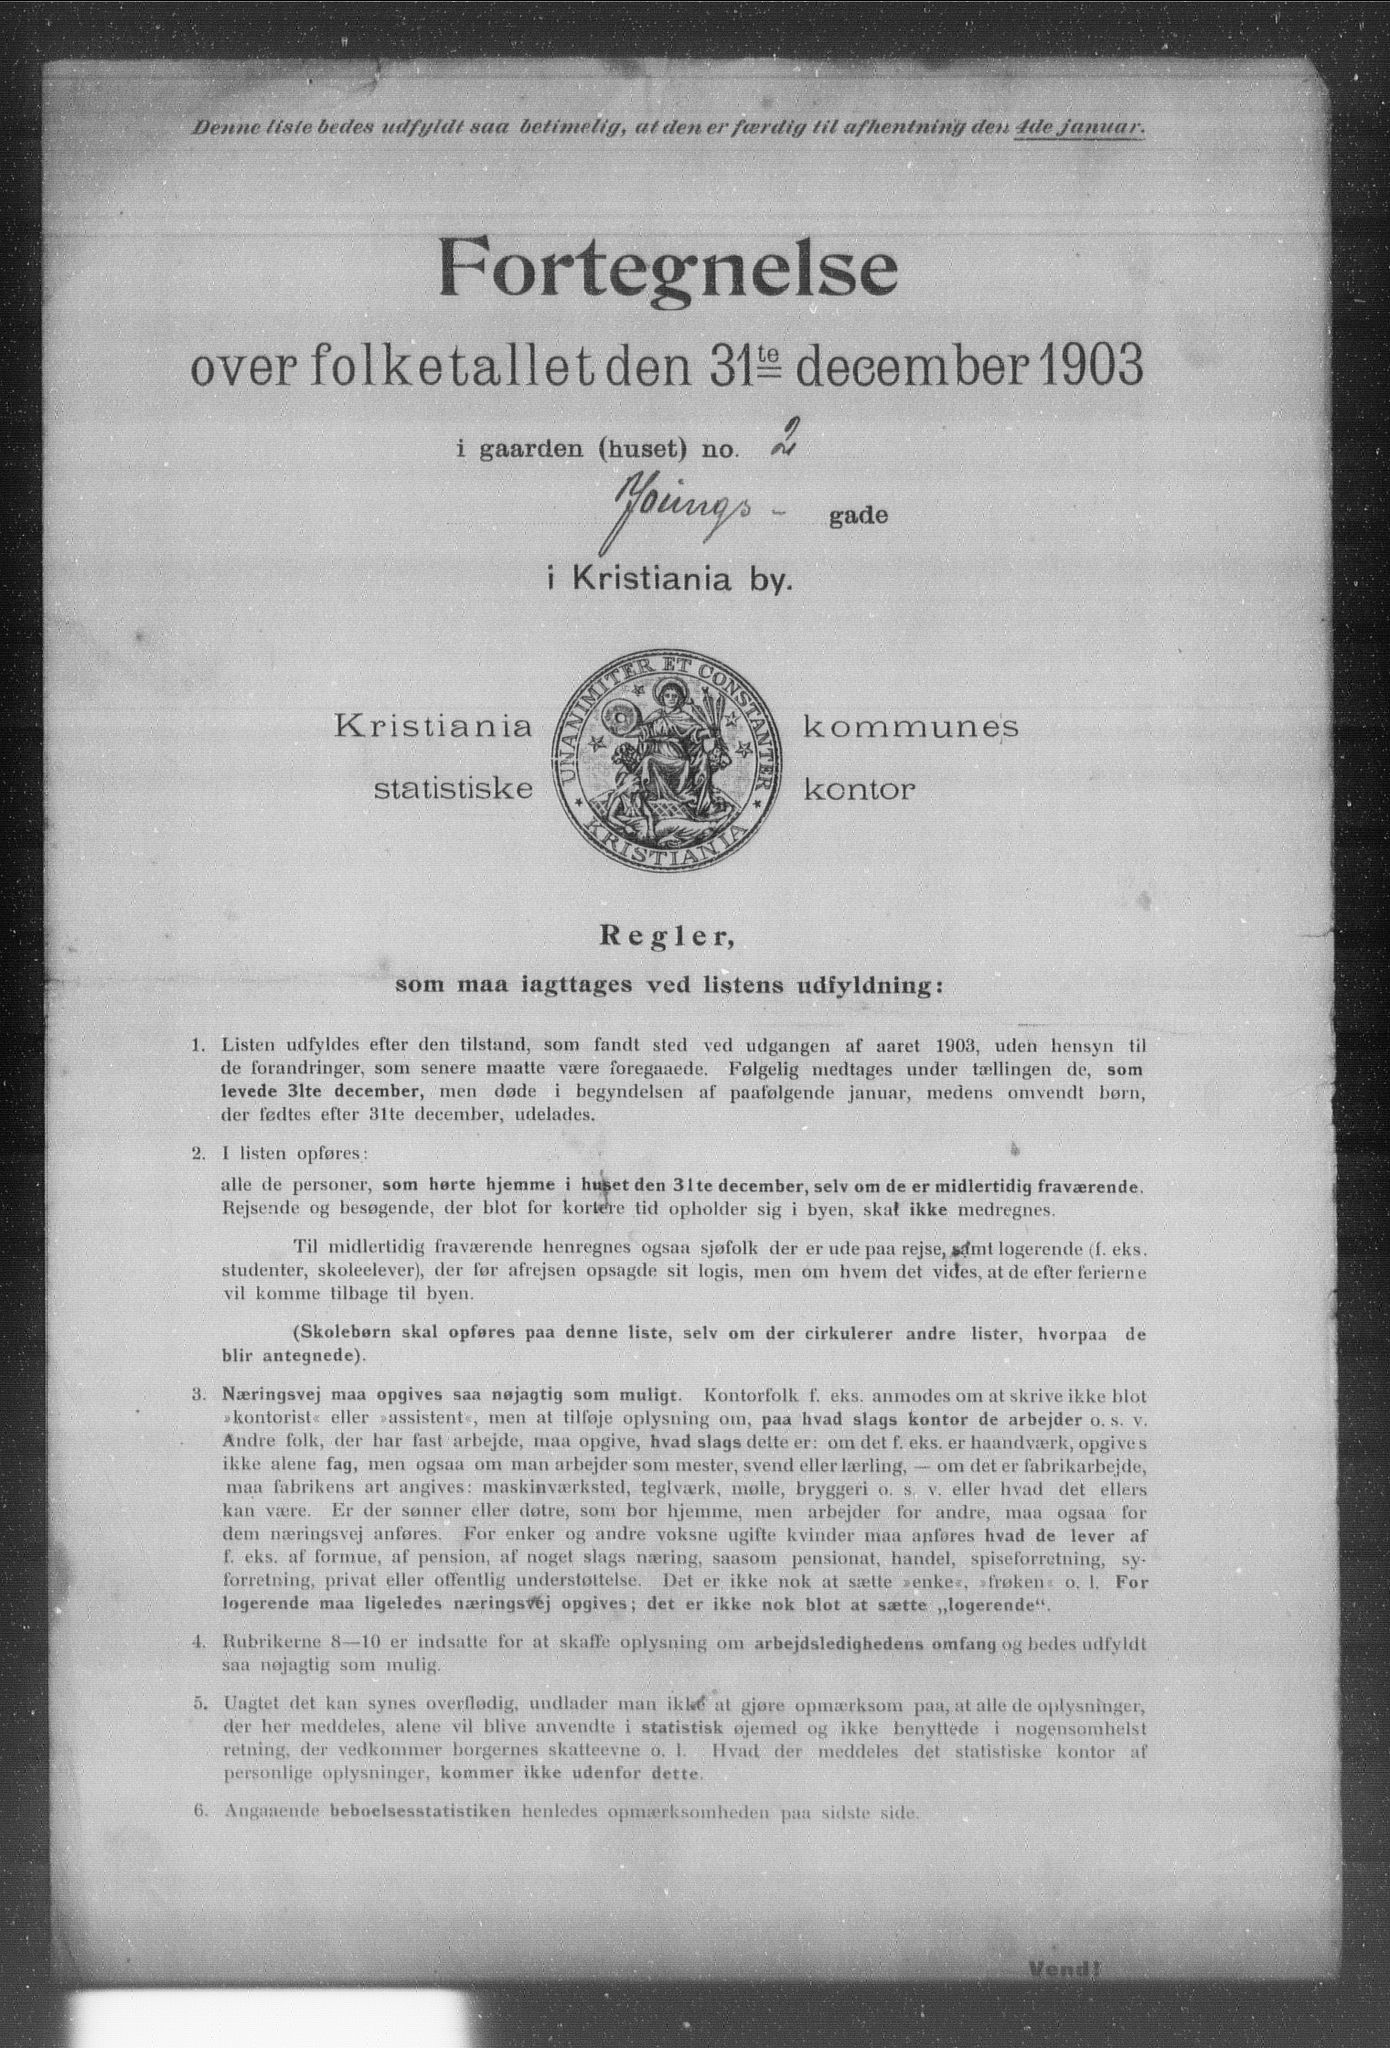 Denne liste bedes udfyldt saa betimelig, at den er færdig til afhentning den 4de januar.
Fortegnelse
over folketallet den 31te december 1903
i gaarden (huset) no. 2
Youngs - gade
i Kristiania by.
Kristiania kommunes
statistiske kontor
UNANIMITER ET CONSTANTER
KRISTIANIA
Regler,
som maa iagttages ved listens udfyldning:
1. Listen udfyldes efter den tilstand, som fandt sted ved udgangen af aaret 1903, uden hensyn til
de forandringer, som senere maatte være foregaaede. Følgelig medtages under tællingen de, som
levede 31te december, men døde i begyndelsen af paafølgende januar, medens omvendt børn,
der fødtes efter 31te december, udelades.
2. I listen opføres:
alle de personer, som hørte hjemme i huset den 31te december, selv om de er midlertidig fraværende.
Rejsende og besøgende, der blot for kortere tid opholder sig i byen, skal ikke medregnes.
Til midlertidig fraværende henregnes ogsaa sjøfolk der er ude paa rejse, samt logerende (f. eks.
studenter, skoleelever), der før afrejsen opsagde sit logis, men om hvem det vides, at de efter ferierne
vil komme tilbage til byen.
(Skolebørn skal opføres paa denne liste, selv om der cirkulerer andre lister, hvorpaa de
blir antegnede).
3. Næringsvej maa opgives saa nøjagtig som muligt. Kontorfolk f. eks. anmodes om at skrive ikke blot
»kontorist« eller »assistent«, men at tilføje oplysning om, paa hvad slags kontor de arbejder o. s. v.
Andre folk, der har fast arbejde, maa opgive, hvad slags dette er: om det f. eks. er haandværk, opgives
ikke alene fag, men ogsaa om man arbejder som mester, svend eller lærling, — om det er fabrikarbejde,
maa fabrikens art angives: maskinværksted, teglværk, mølle, bryggeri o. s. v. eller hvad det ellers
kan være. Er der sønner eller døtre, som bor hjemme, men arbejder for andre, maa ogsaa for
dem næringsvej anføres. For enker og andre voksne ugifte kvinder maa anføres hvad de lever af
f. eks. af formue, af pension, af noget slags næring, saasom pensionat, handel, spiseforretning, sy-
forretning, privat eller offentlig understøttelse. Det er ikke nok at sætte »enke«, »frøken« o. l. For
logerende maa ligeledes næringsvej opgives; det er ikke nok blot at sætte „logerende“.
4. Rubrikerne 8—10 er indsatte for at skaffe oplysning om arbejdsledighedens omfang og bedes udfyldt
saa nøjagtig som mulig.
5. Uagtet det kan synes overflødig, undlader man ikke at gjøre opmærksom paa, at alle de oplysninger,
der her meddeles, alene vil blive anvendte i statistisk øjemed og ikke benyttede i nogensomhelst
retning, der vedkommer borgernes skatteevne o. l. Hvad der meddeles det statistiske kontor af
personlige oplysninger, kommer ikke udenfor dette.
6. Angaaende beboelsesstatistiken henledes opmærksomheden paa sidste side.
Vend!